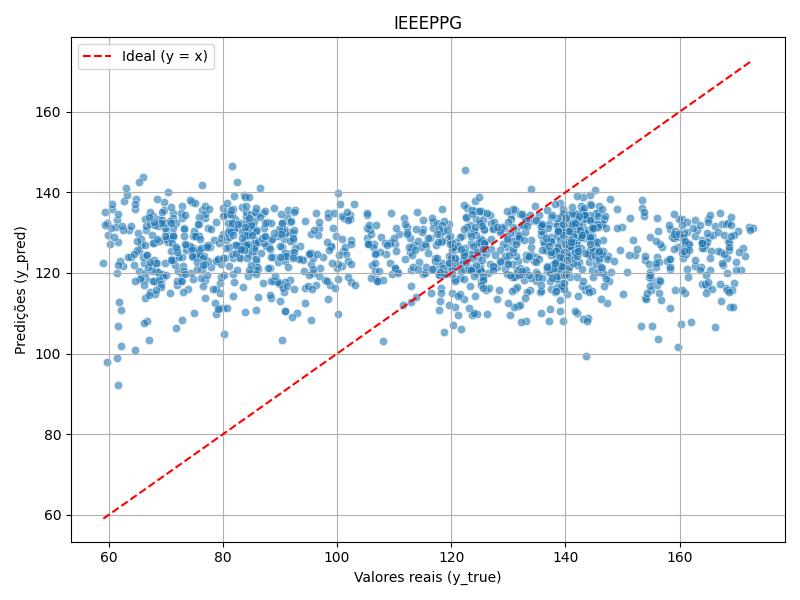 IEEEPPG
Ideal (y = x)
160
140
120
100
80
60
Predições (y_pred)
60 80 100 120 140 160
Valores reais (y_true)